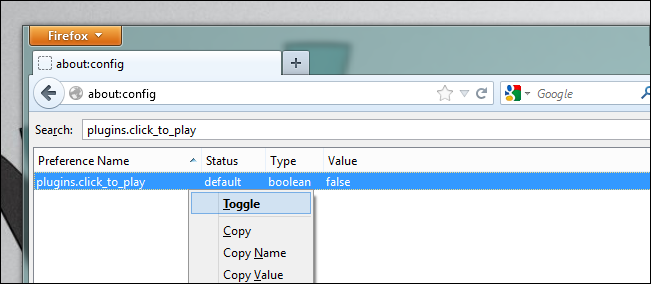 Firefox
about:config
about:config
Google
Search: plugins.click_to_play
Preference Name Status Type Value
plugins.click_to_play default boolean false
Toggle
Copy
Copy Name
Copy Value